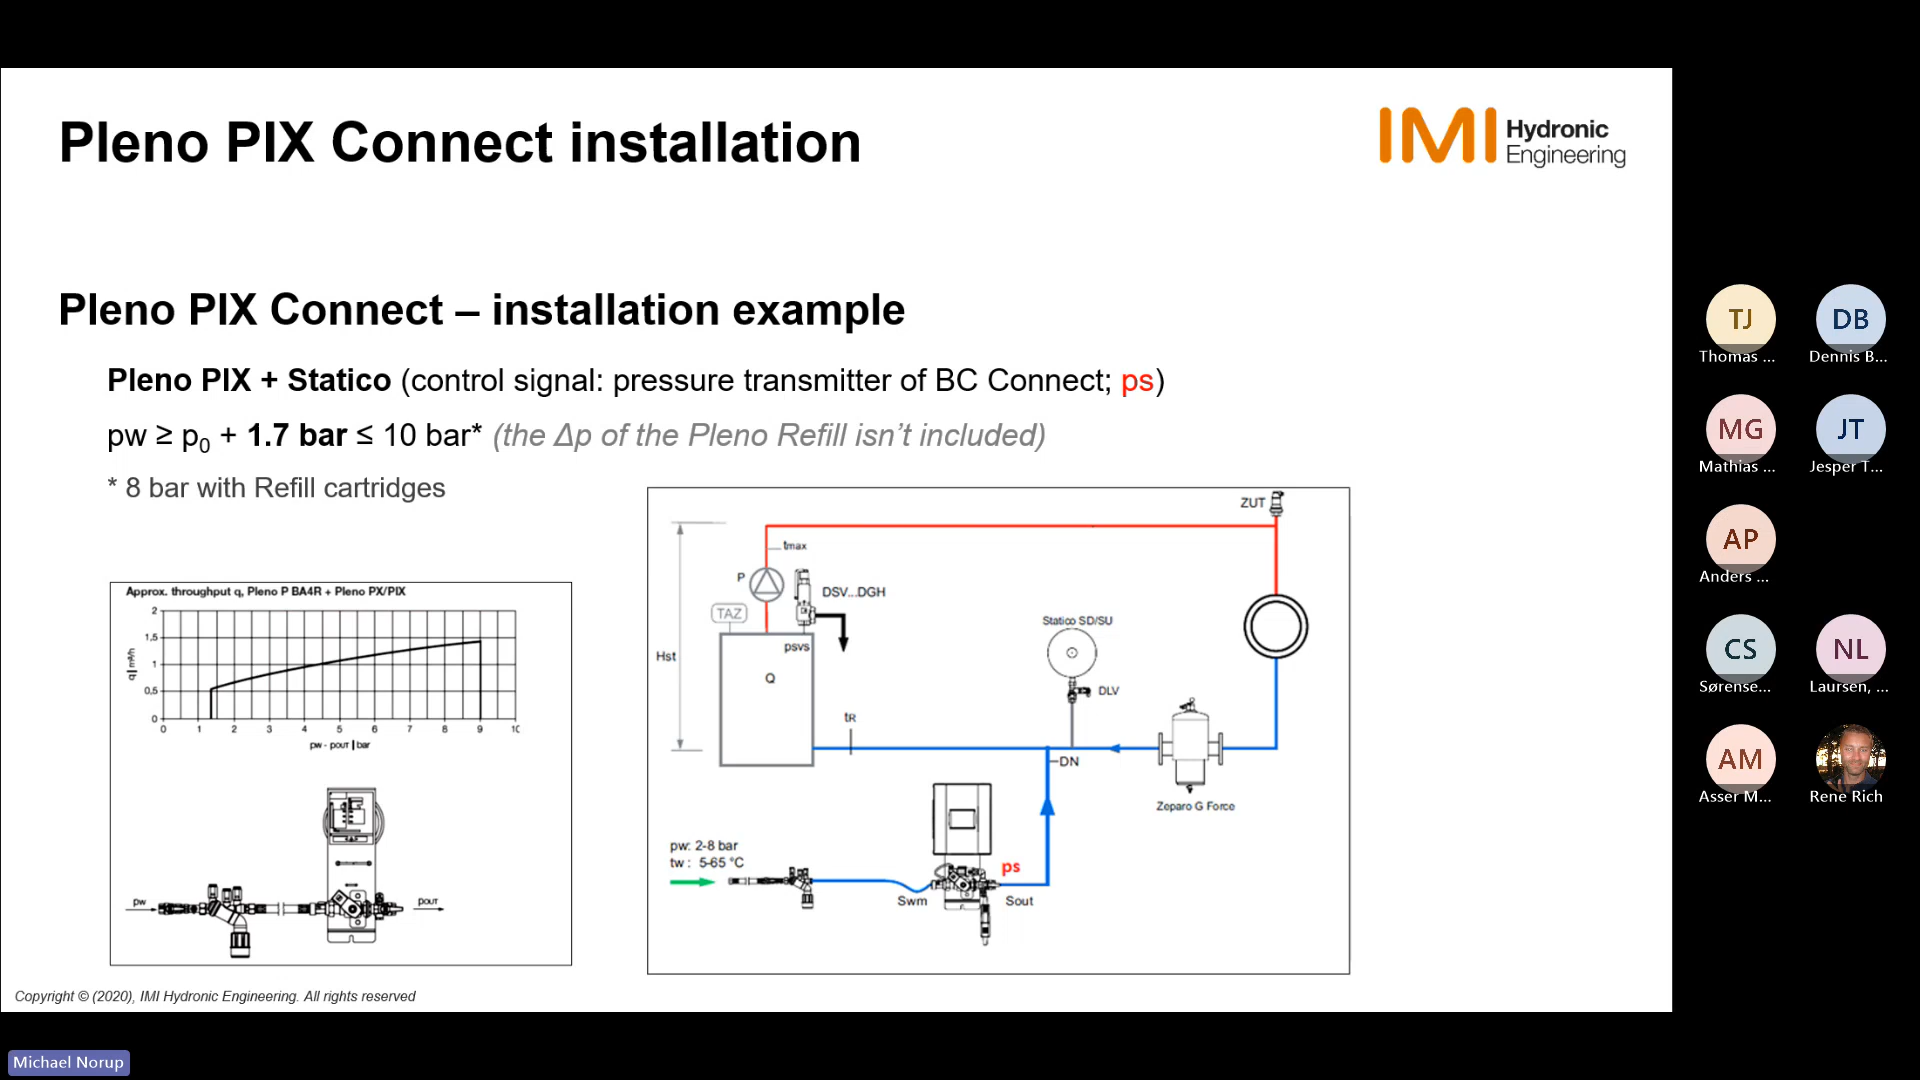 Pleno PIX Connect installation
IMI Hydronic
Engineering
Pleno PIX Connect – installation example
Pleno PIX + Statico (control signal: pressure transmitter of BC Connect; ps)
pw ≥ p0 + 1.7 bar ≤ 10 bar* (the Δp of the Pleno Refill isn’t included)
* 8 bar with Refill cartridges
Approx. throughput q, Pleno P BA4R + Pleno PX/PIX
2
1,5
1
0,5
0
q | m³/h
0 1 2 3 4 5 6 7 8 9 10
pw - pout | bar
pw
pout
ZUT
tmax
P
DSV...DGH
TAZ
psvs
Hst
Q
Statico SD/SU
DLV
tR
DN
Zeparo G Force
pw: 2-8 bar
tw : 5-65 °C
ps
Swm
Sout
Copyright © (2020), IMI Hydronic Engineering. All rights reserved
TJ
Thomas ...
DB
Dennis B...
MG
Mathias ...
JT
Jesper T...
AP
Anders ...
CS
Sørense...
NL
Laursen, ...
AM
Asser M...
Rene Rich
Michael Norup